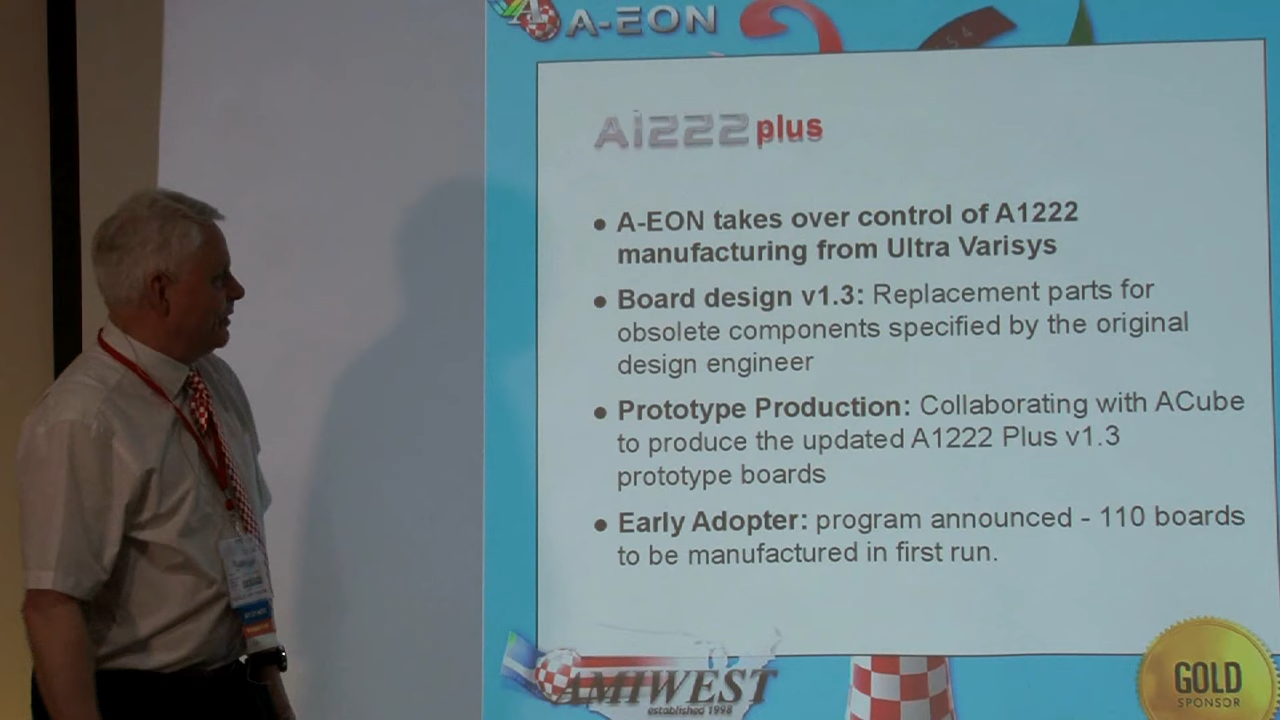 A-EON
A1222 plus
• A-EON takes over control of A1222
manufacturing from Ultra Varisys
• Board design v1.3: Replacement parts for
obsolete components specified by the original
design engineer
• Prototype Production: Collaborating with ACube
to produce the updated A1222 Plus v1.3
prototype boards
• Early Adopter: program announced - 110 boards
to be manufactured in first run.
AMIWEST
established 1998
GOLD
SPONSOR